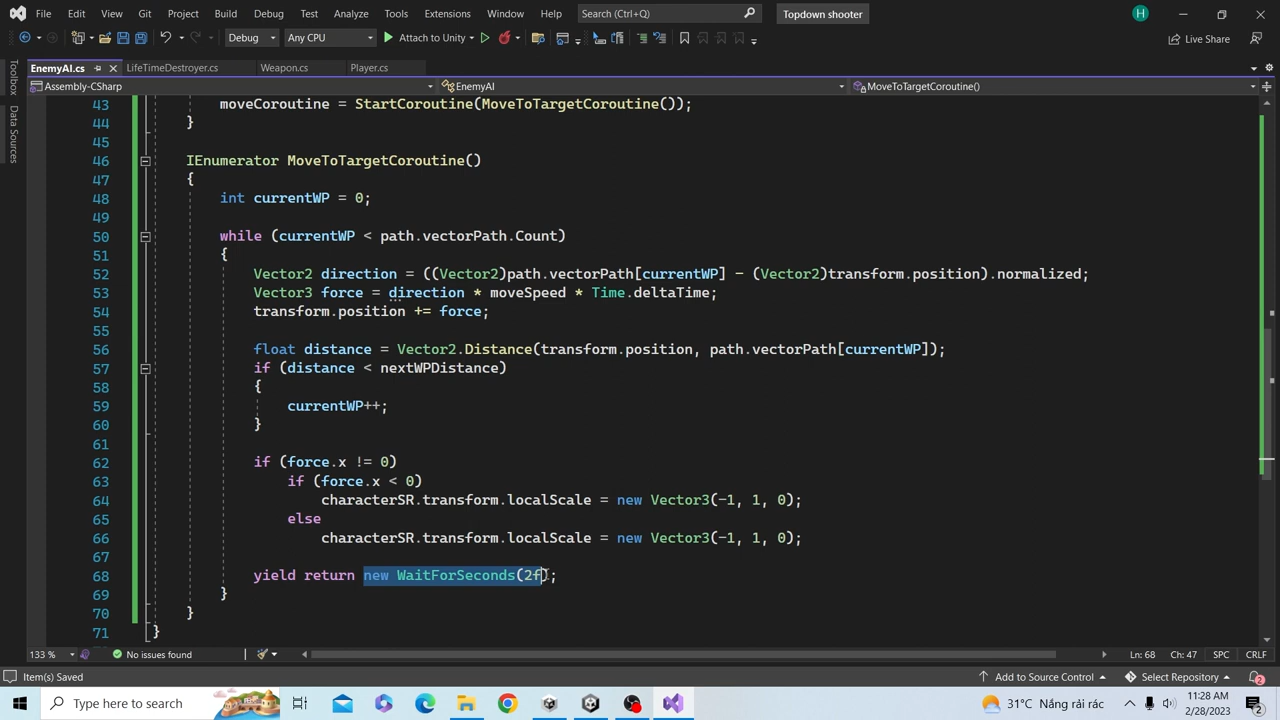 File Edit View Git Project Build Debug Test Analyze Tools Extensions Window Help Search (Ctrl+Q) Topdown shooter H
Debug Any CPU Attach to Unity Live Share
EnemyAI.cs LifeTimeDestroyer.cs Weapon.cs Player.cs
Assembly-CSharp EnemyAI MoveToTargetCoroutine()
Toolbox
Data Sources
43 moveCoroutine = StartCoroutine(MoveToTargetCoroutine());
44 }
45
46 IEnumerator MoveToTargetCoroutine()
47 {
48 int currentWP = 0;
49
50 while (currentWP < path.vectorPath.Count)
51 {
52 Vector2 direction = ((Vector2)path.vectorPath[currentWP] - (Vector2)transform.position).normalized;
53 Vector3 force = direction * moveSpeed * Time.deltaTime;
54 transform.position += force;
55
56 float distance = Vector2.Distance(transform.position, path.vectorPath[currentWP]);
57 if (distance < nextWPDistance)
58 {
59 currentWP++;
60 }
61
62 if (force.x != 0)
63 if (force.x < 0)
64 characterSR.transform.localScale = new Vector3(-1, 1, 0);
65 else
66 characterSR.transform.localScale = new Vector3(-1, 1, 0);
67
68 yield return new WaitForSeconds(2f);
69 }
70 }
71 }
133 % No issues found Ln: 68 Ch: 47 SPC CRLF
Item(s) Saved Add to Source Control Select Repository 2
Type here to search 31°C Nắng rải rác 11:28 AM
2/28/2023 2